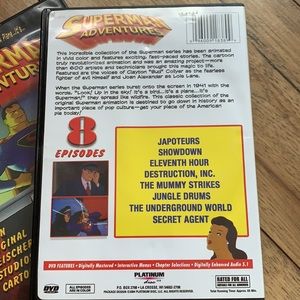 SUPERMAN
ADVENTURES
This incredible collection of the Superman series has been animated
in vivid color and features exciting, fast-paced stories. The cartoon
truly revolutionized animation and was an amazing project--more
than 600 artists and technicians brought this magic to life.
Featured are the voices of Clayton "Bud" Collyer as the fearless
fighter of evil himself and Joan Alexander as Lois Lane.
When the Superman series burst onto the screen in 1941 with the
words, "Look! Up in the sky! It's a bird...it's a plane...It's
Superman!" they spread like wildfire. This collection of the
original Superman animation is destined to go down in history as an
important piece of pop culture--get your piece of the American
pie today!
8
EPISODES
JAPOTEURS
SHOWDOWN
ELEVENTH HOUR
DESTRUCTION, INC.
THE MUMMY STRIKES
JUNGLE DRUMS
THE UNDERGROUND WORLD
SECRET AGENT
DVD FEATURES: • Digitally Mastered • Interactive Menus • Chapter Selections • Digitally Enhanced Audio 5.1
DVD
PLATINUM
RATED FOR ALL
ORIGINAL
FLEISCHER
STUDIOS